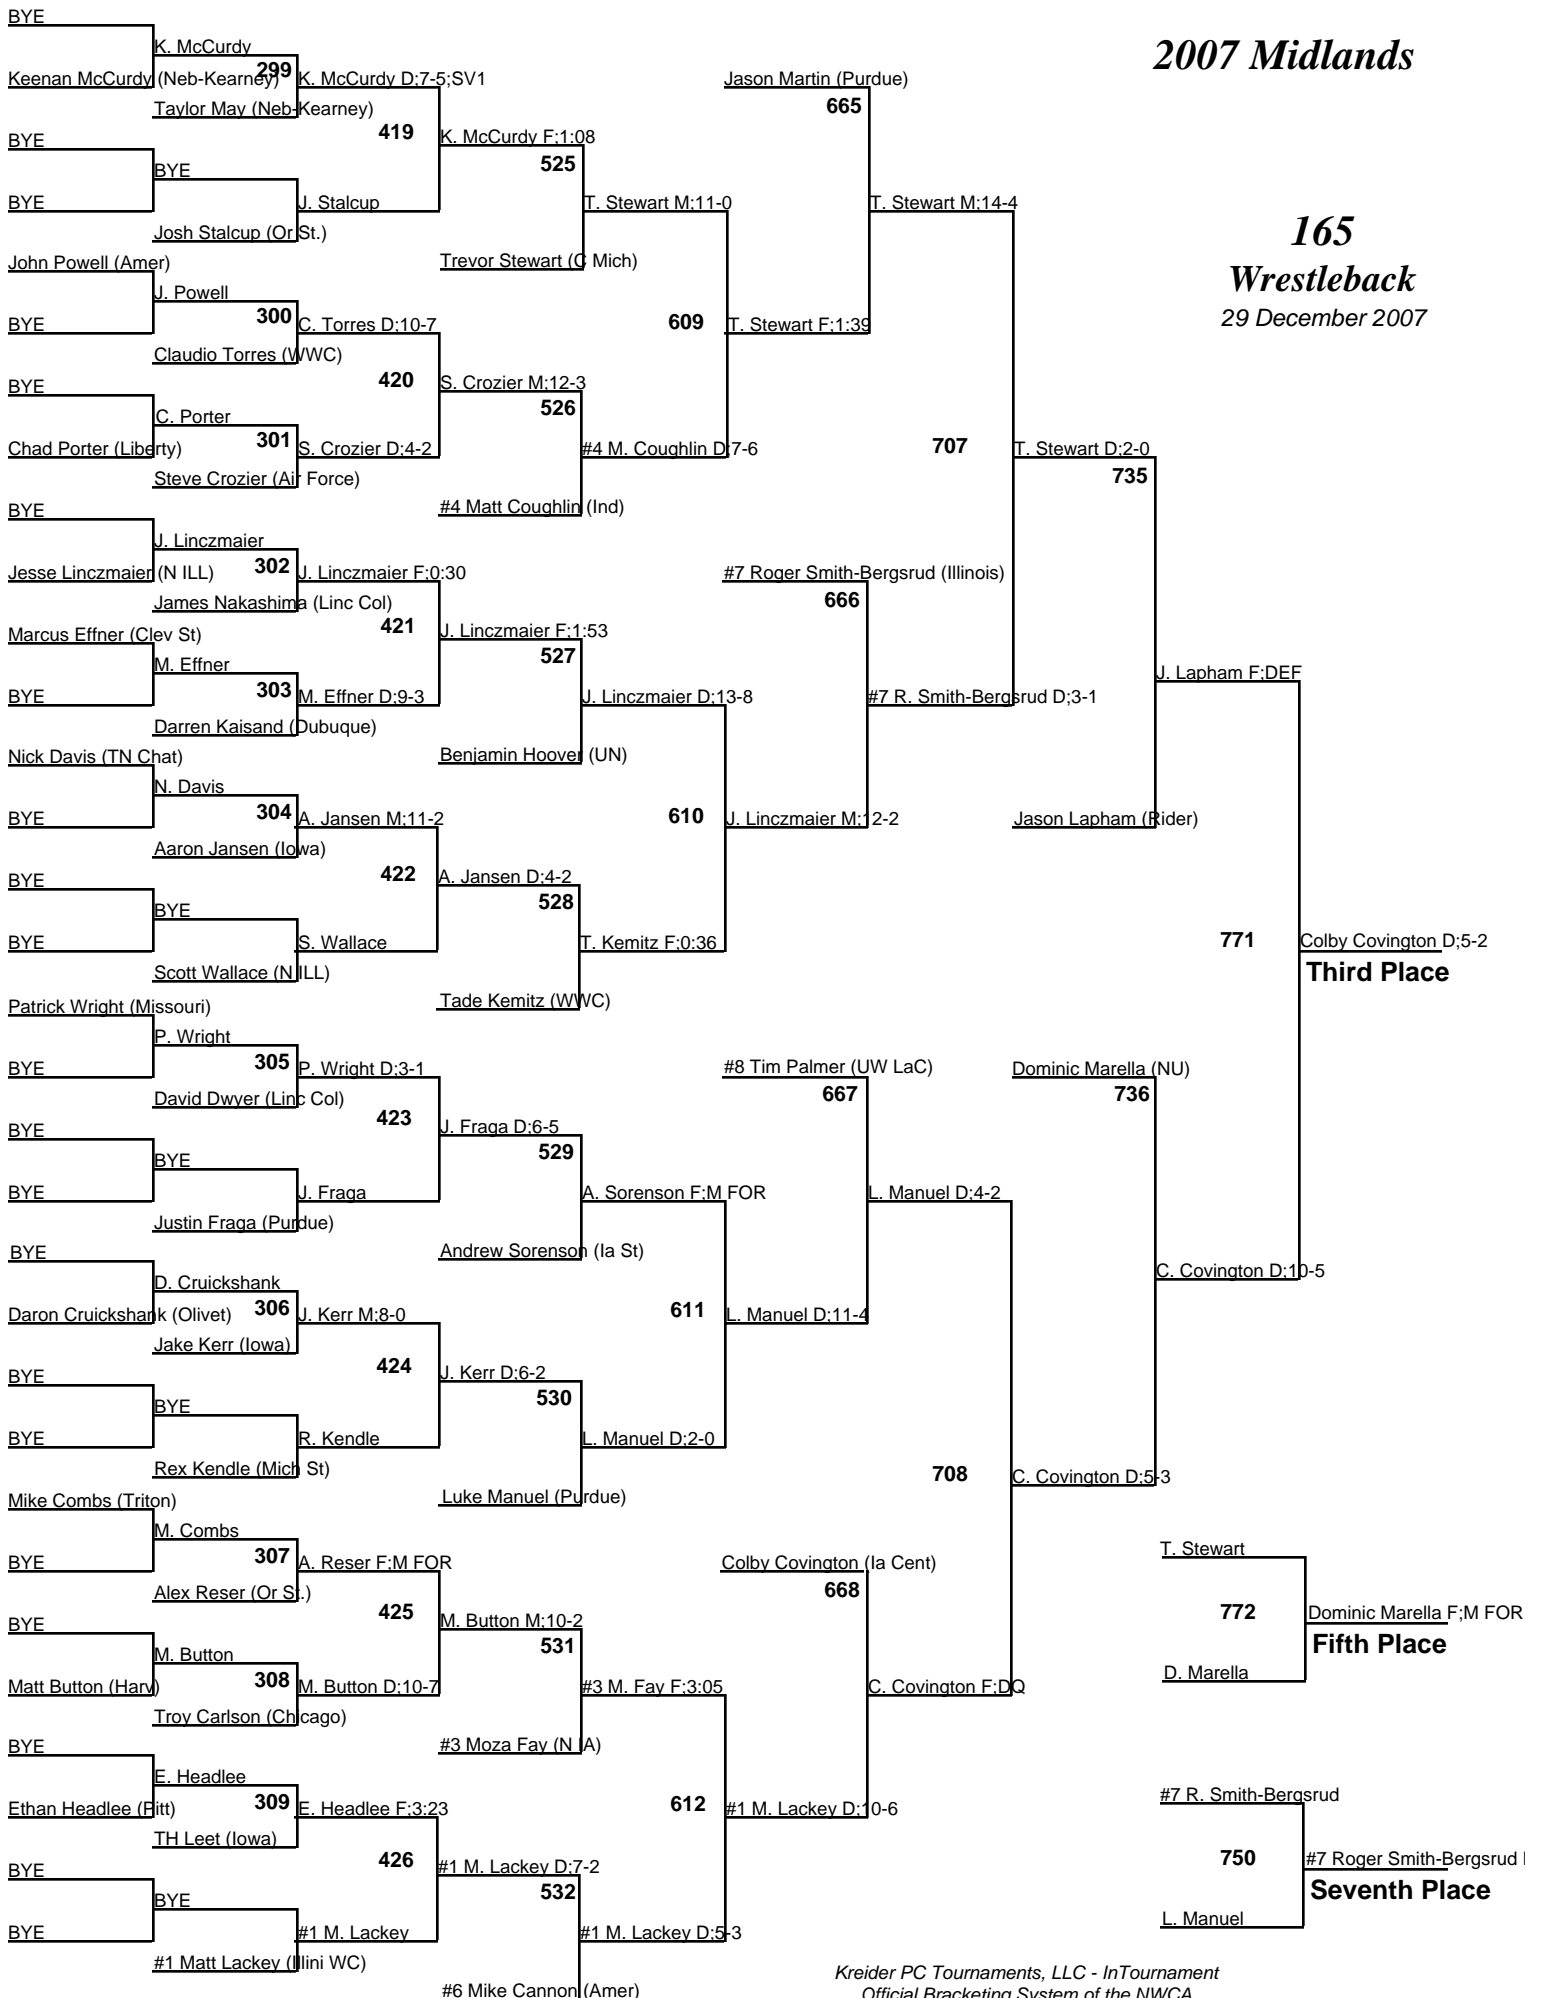 BYE
2007 Midlands
K. McCurdy
299
Keenan McCurdy (Neb-Kearney)
K. McCurdy D;7-5;SV1
Jason Martin (Purdue)
665
Taylor May (Neb-Kearney)
419
BYE
K. McCurdy F;1:08
525
BYE
BYE
J. Stalcup
T. Stewart M;11-0
T. Stewart M;14-4
Josh Stalcup (Or St.)
165
John Powell (Amer)
Trevor Stewart (C Mich)
Wrestleback
J. Powell
300
609
29 December 2007
BYE
C. Torres D;10-7
T. Stewart F;1:39
Claudio Torres (WWC)
420
BYE
S. Crozier M;12-3
526
C. Porter
301
707
Chad Porter (Liberty)
S. Crozier D;4-2
#4 M. Coughlin D;7-6
T. Stewart D;2-0
735
Steve Crozier (Air Force)
BYE
#4 Matt Coughlin (Ind)
J. Linczmaier
302
Jesse Linczmaier (N ILL)
J. Linczmaier F;0:30
#7 Roger Smith-Bergsrud (Illinois)
666
James Nakashima (Linc Col)
421
Marcus Effner (Clev St)
J. Linczmaier F;1:53
527
M. Effner
J. Lapham F;DEF
303
BYE
M. Effner D;9-3
J. Linczmaier D;13-8
#7 R. Smith-Bergsrud D;3-1
Darren Kaisand (Dubuque)
Nick Davis (TN Chat)
Benjamin Hoover (UN)
N. Davis
304
610
BYE
A. Jansen M;11-2
J. Linczmaier M;12-2
Jason Lapham (Rider)
Aaron Jansen (Iowa)
422
BYE
A. Jansen D;4-2
528
BYE
771
BYE
S. Wallace
T. Kemitz F;0:36
Colby Covington D;5-2
Third Place
Scott Wallace (N ILL)
Patrick Wright (Missouri)
Tade Kemitz (WWC)
P. Wright
305
BYE
P. Wright D;3-1
#8 Tim Palmer (UW LaC)
Dominic Marella (NU)
667
736
David Dwyer (Linc Col)
423
BYE
J. Fraga D;6-5
529
BYE
BYE
J. Fraga
A. Sorenson F;M FOR
L. Manuel D;4-2
Justin Fraga (Purdue)
BYE
Andrew Sorenson (Ia St)
C. Covington D;10-5
D. Cruickshank
306
611
Daron Cruickshank (Olivet)
J. Kerr M;8-0
L. Manuel D;11-4
Jake Kerr (Iowa)
424
BYE
J. Kerr D;6-2
530
BYE
BYE
R. Kendle
L. Manuel D;2-0
708
C. Covington D;5-3
Rex Kendle (Mich St)
Mike Combs (Triton)
Luke Manuel (Purdue)
M. Combs
307
T. Stewart
BYE
A. Reser F;M FOR
Colby Covington (Ia Cent)
668
Alex Reser (Or St.)
425
772
Dominic Marella F;M FOR
BYE
M. Button M;10-2
531
Fifth Place
M. Button
308
D. Marella
Matt Button (Harv)
M. Button D;10-7
#3 M. Fay F;3:05
C. Covington F;DQ
Troy Carlson (Chicago)
BYE
#3 Moza Fay (N IA)
E. Headlee
309
612
#7 R. Smith-Bergsrud
Ethan Headlee (Pitt)
E. Headlee F;3:23
#1 M. Lackey D;10-6
TH Leet (Iowa)
426
750
#7 Roger Smith-Bergsrud
BYE
#1 M. Lackey D;7-2
532
Seventh Place
BYE
L. Manuel
BYE
#1 M. Lackey
#1 M. Lackey D;5-3
#1 Matt Lackey (Illini WC)
Kreider PC Tournaments, LLC - InTournament
#6 Mike Cannon (Amer)
Official Bracketing System of the NWCA